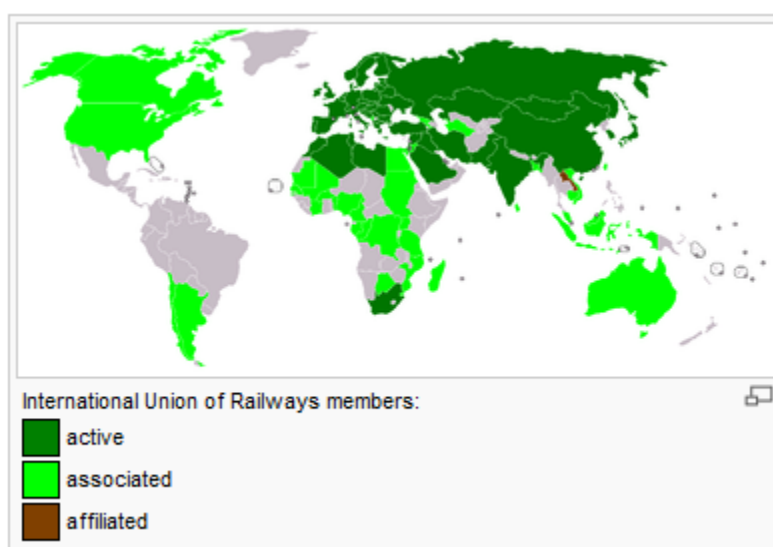 International Union of Railways members:
active
associated
affiliated